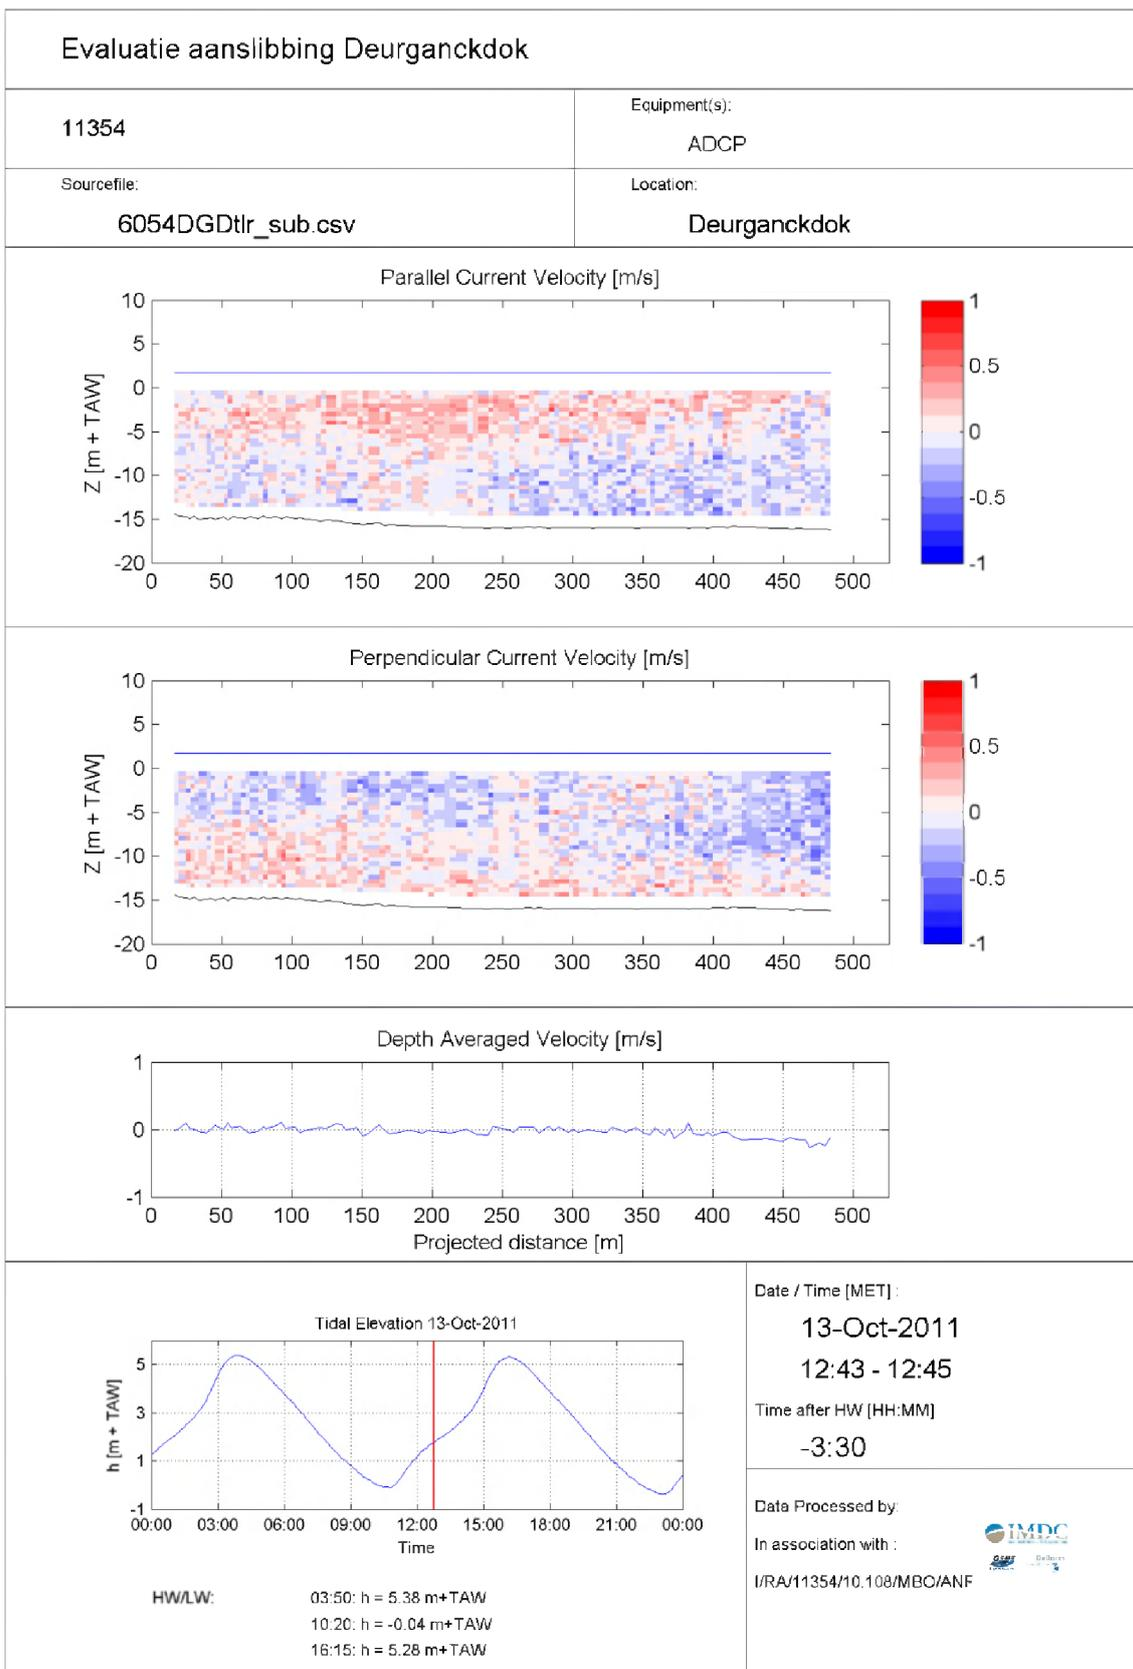 Evaluatie aanslibbing Deurganckdok
11354
Equipment(s):
ADCP
Sourcefile:
6054DGDtlr_sub.csv
Location:
Deurganckdok
Parallel Current Velocity [m/s]
10
5
0
-5
-10
-15
-20
Z [m + TAW]
0 50 100 150 200 250 300 350 400 450 500
1
0.5
0
-0.5
-1
Perpendicular Current Velocity [m/s]
10
5
0
-5
-10
-15
-20
Z [m + TAW]
0 50 100 150 200 250 300 350 400 450 500
1
0.5
0
-0.5
-1
Depth Averaged Velocity [m/s]
1
0
-1
0 50 100 150 200 250 300 350 400 450 500
Projected distance [m]
Tidal Elevation 13-Oct-2011
5
3
1
-1
h [m + TAW]
00:00 03:00 06:00 09:00 12:00 15:00 18:00 21:00 00:00
Time
HW/LW:
03:50: h = 5.38 m+TAW
10:20: h = -0.04 m+TAW
16:15: h = 5.28 m+TAW
Date / Time [MET] :
13-Oct-2011
12:43 - 12:45
Time after HW [HH:MM]
-3:30
Data Processed by:
IMDC
In association with :
I/RA/11354/10.108/MBO/ANF